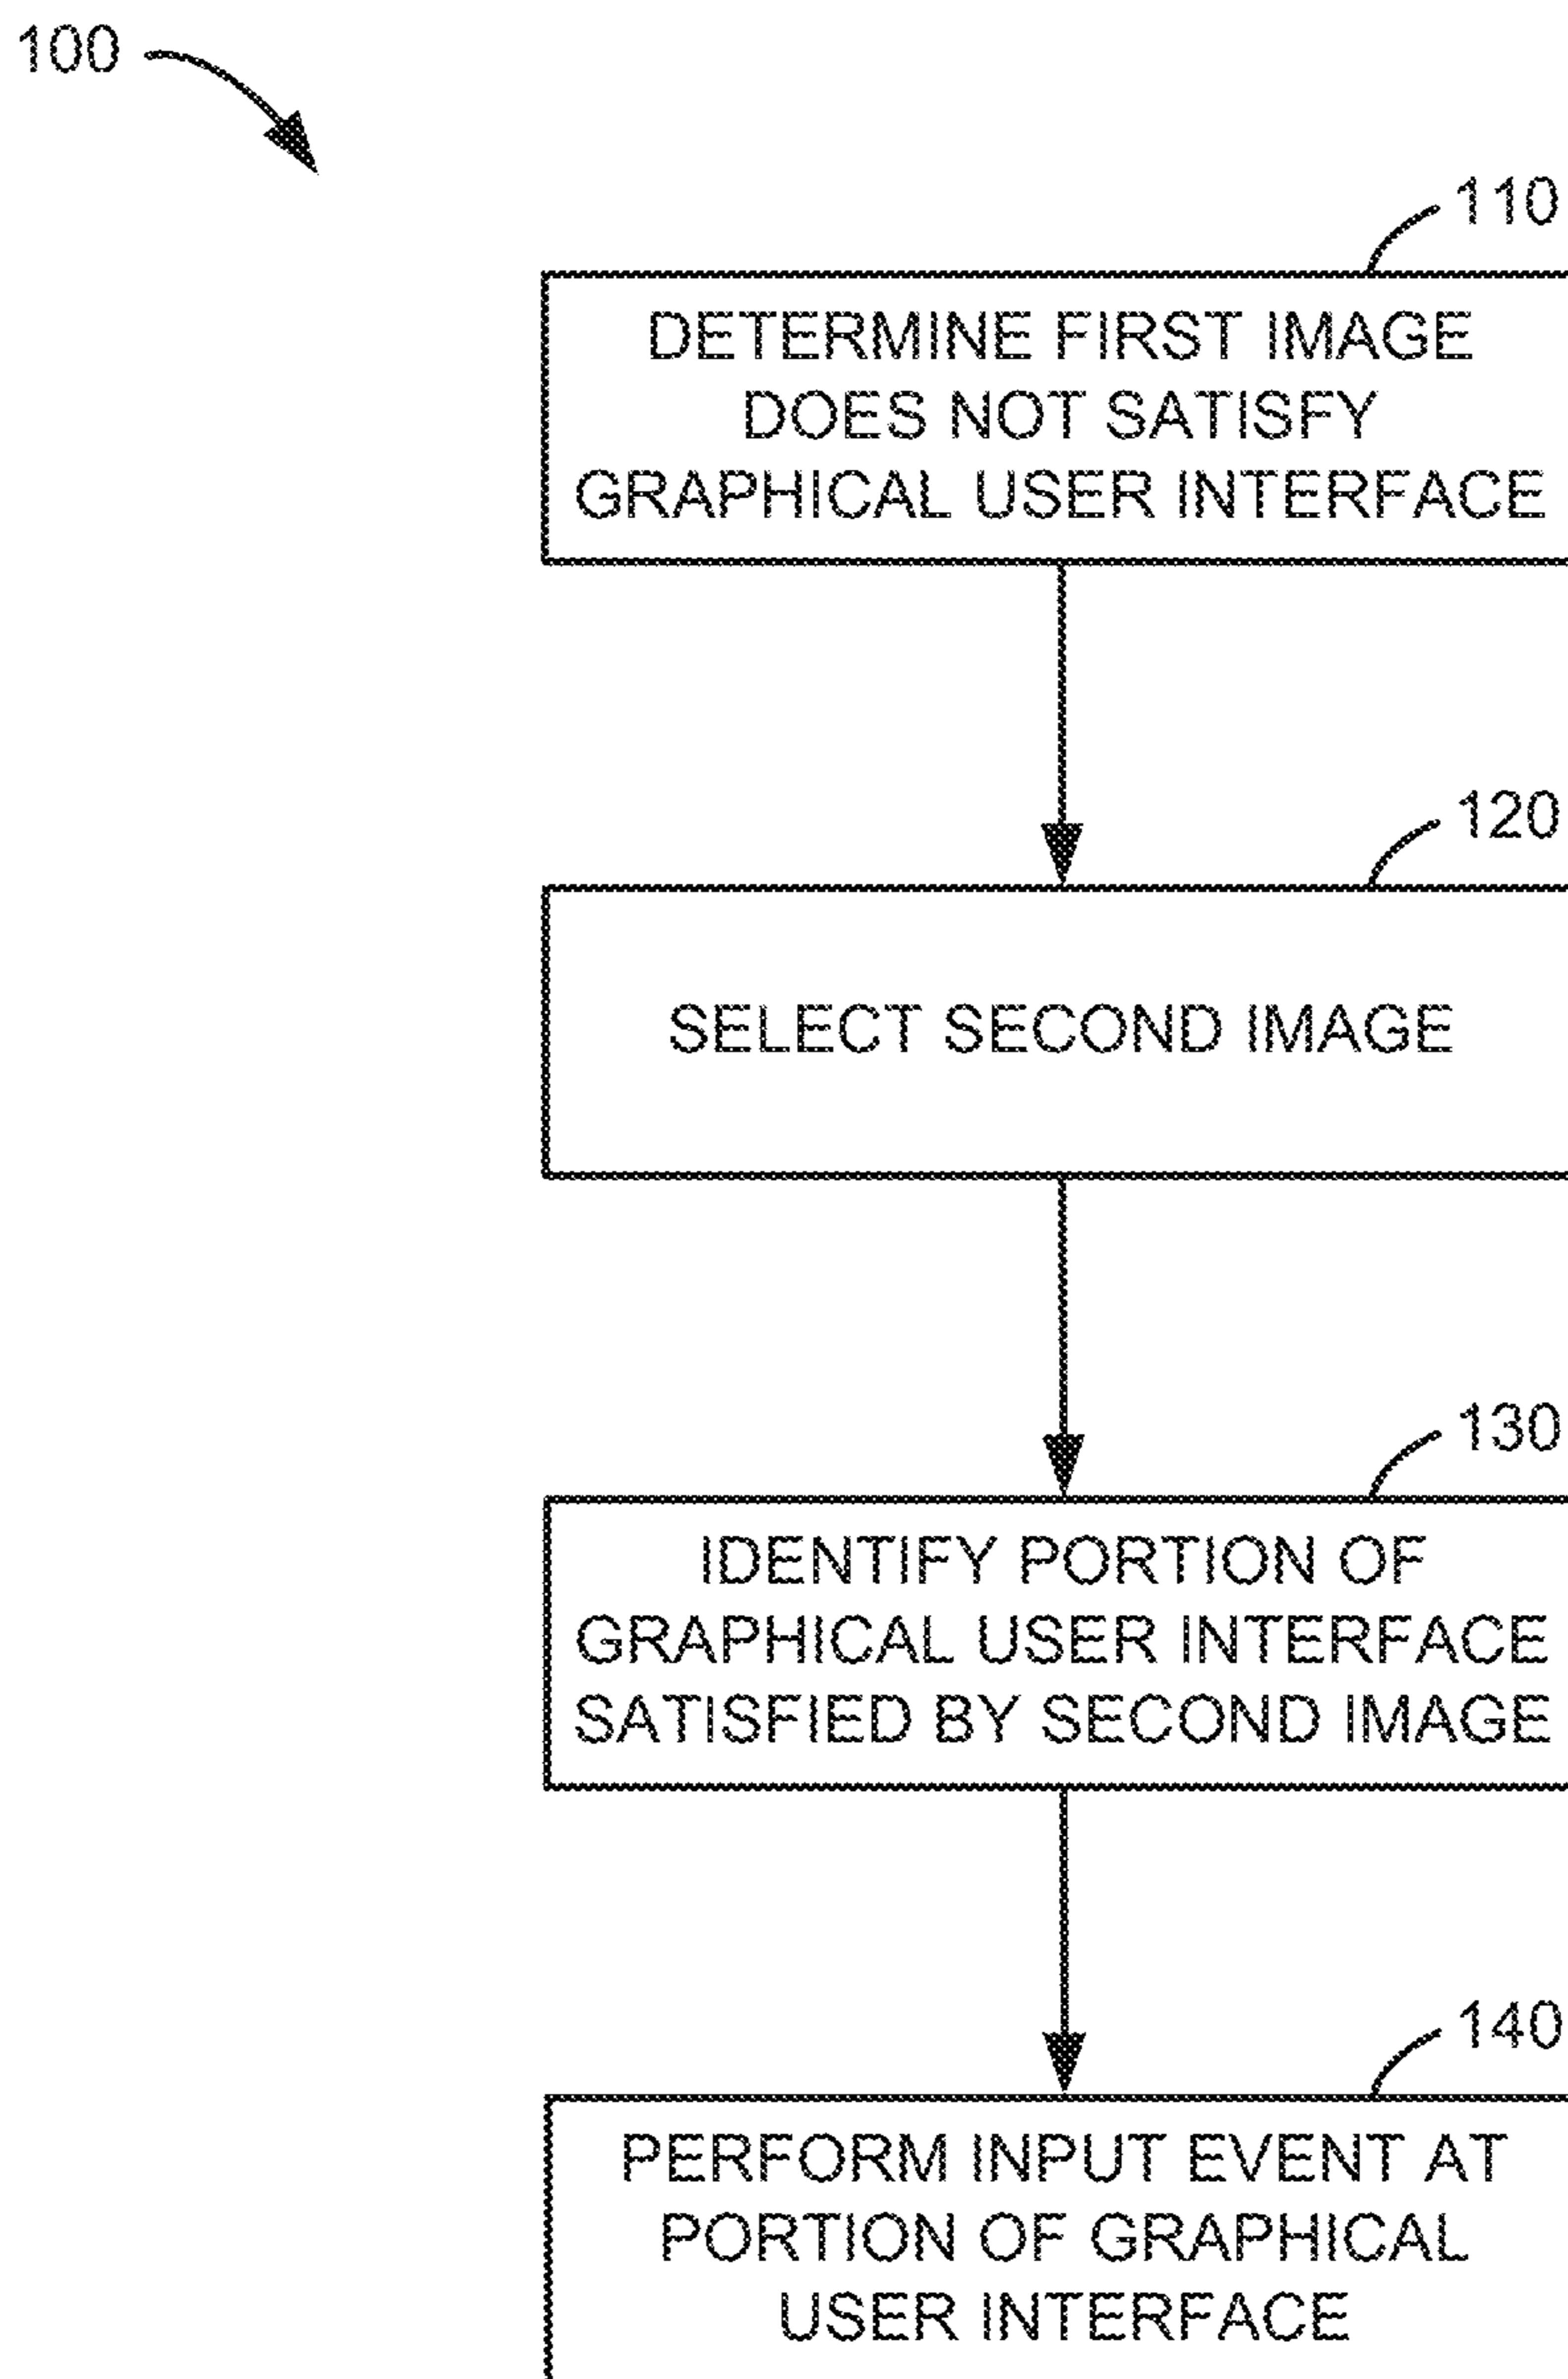 100
110
DETERMINE FIRST IMAGE
DOES NOT SATISFY
GRAPHICAL USER INTERFACE
120
SELECT SECOND IMAGE
130
IDENTIFY PORTION OF
GRAPHICAL USER INTERFACE
SATISFIED BY SECOND IMAGE
140
PERFORM INPUT EVENT AT
PORTION OF GRAPHICAL
USER INTERFACE